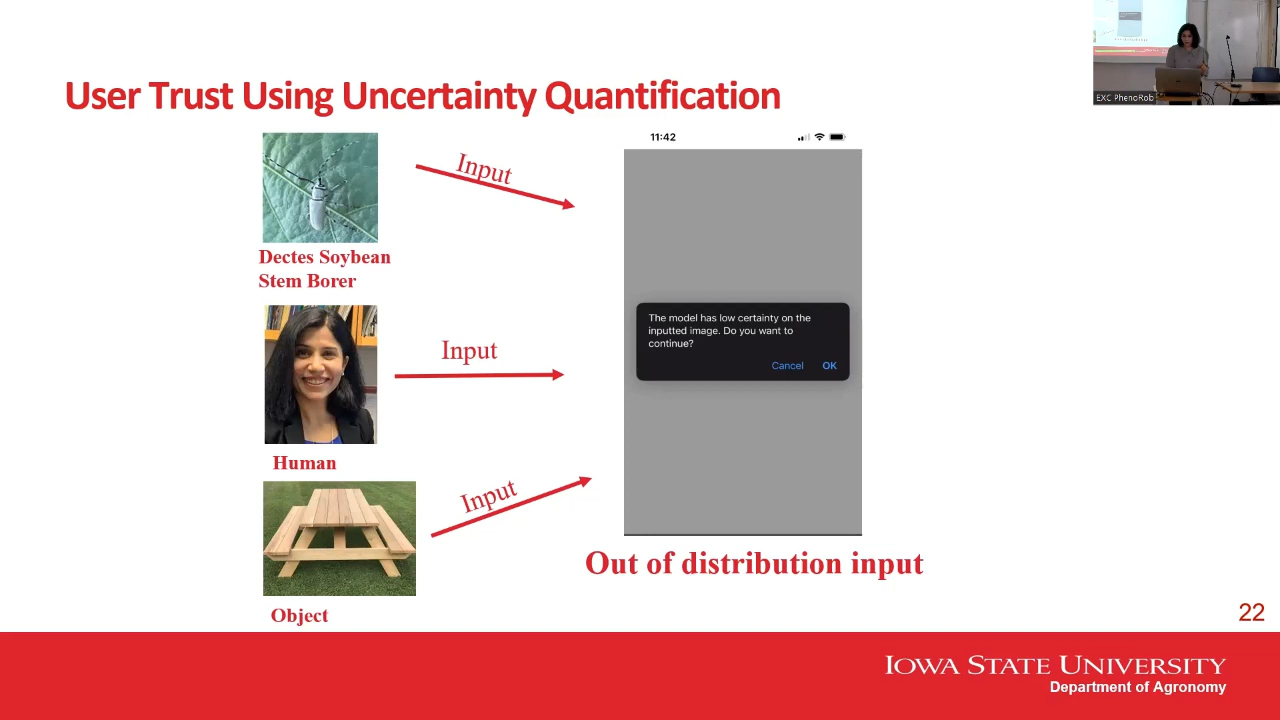 User Trust Using Uncertainty Quantification
EXC PhenoRob
11:42
Input
Dectes Soybean
Stem Borer
The model has low certainty on the
inputted image. Do you want to
continue?
Cancel OK
Input
Human
Input
Out of distribution input
Object
22
IOWA STATE UNIVERSITY
Department of Agronomy